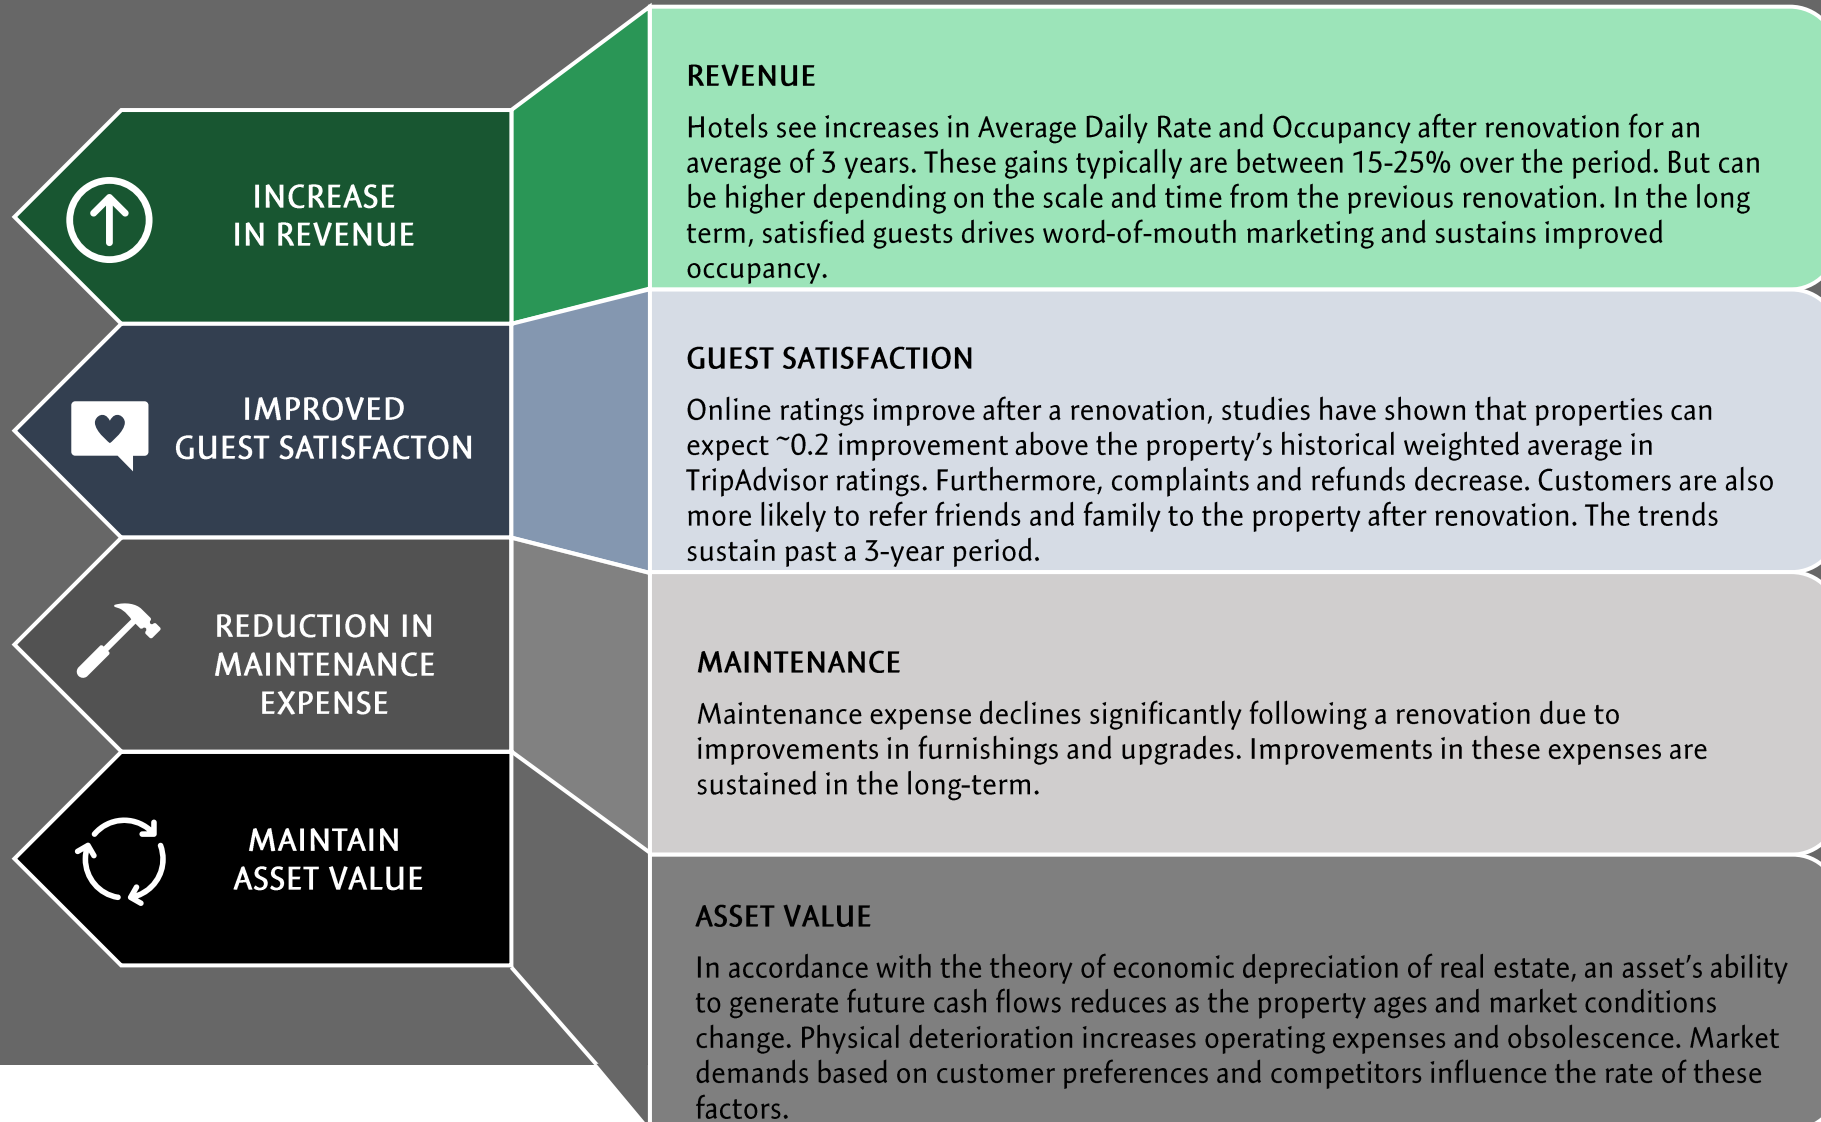 INCREASE
IN REVENUE
REVENUE
Hotels see increases in Average Daily Rate and Occupancy after renovation for an
average of 3 years. These gains typically are between 15-25% over the period. But can
be higher depending on the scale and time from the previous renovation. In the long
term, satisfied guests drives word-of-mouth marketing and sustains improved
occupancy.
IMPROVED
GUEST SATISFACTON
GUEST SATISFACTION
Online ratings improve after a renovation, studies have shown that properties can
expect ~0.2 improvement above the property’s historical weighted average in
TripAdvisor ratings. Furthermore, complaints and refunds decrease. Customers are also
more likely to refer friends and family to the property after renovation. The trends
sustain past a 3-year period.
REDUCTION IN
MAINTENANCE
EXPENSE
MAINTENANCE
Maintenance expense declines significantly following a renovation due to
improvements in furnishings and upgrades. Improvements in these expenses are
sustained in the long-term.
MAINTAIN
ASSET VALUE
ASSET VALUE
In accordance with the theory of economic depreciation of real estate, an asset’s ability
to generate future cash flows reduces as the property ages and market conditions
change. Physical deterioration increases operating expenses and obsolescence. Market
demands based on customer preferences and competitors influence the rate of these
factors.